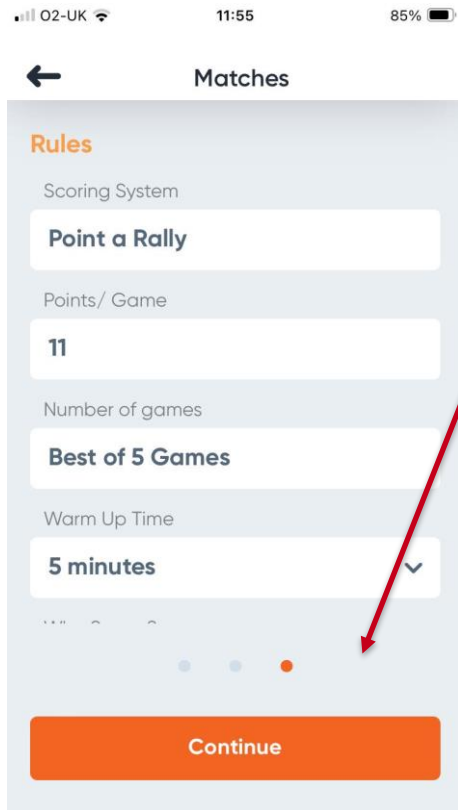 O2-UK 11:55 85%
Matches
Rules
Scoring System
Point a Rally
Points/ Game
11
Number of games
Best of 5 Games
Warm Up Time
5 minutes
Continue